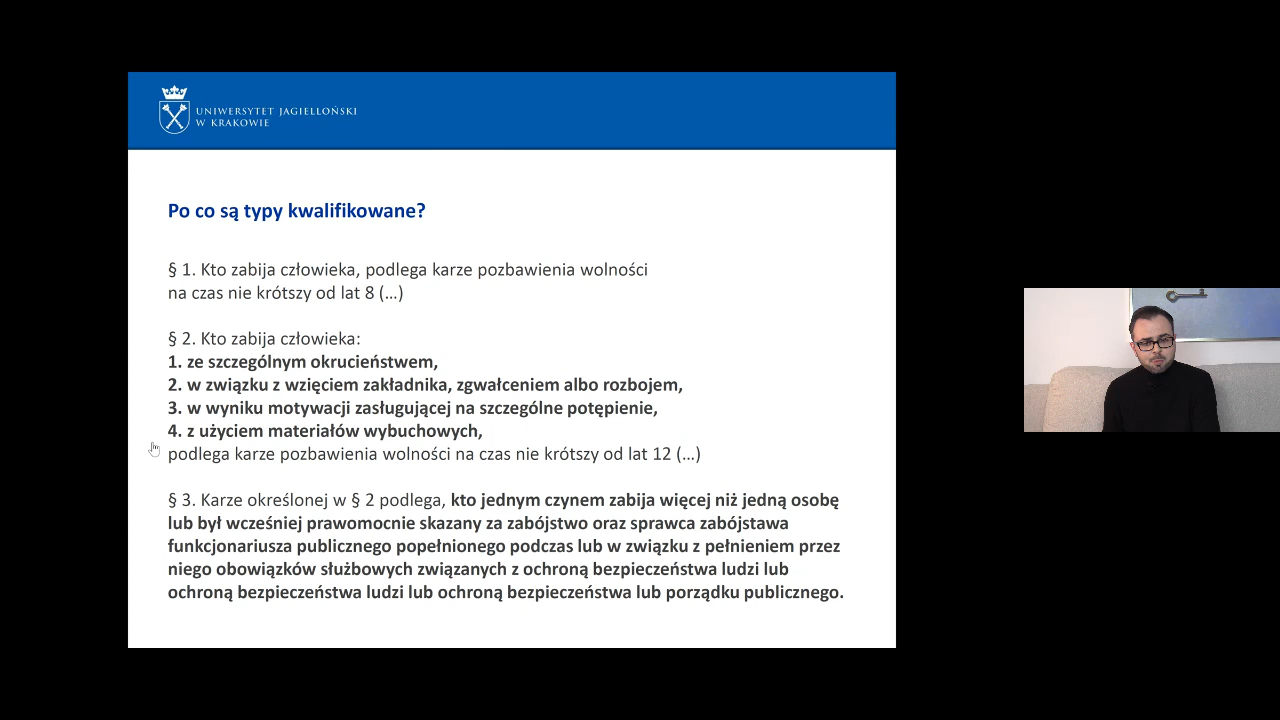 UNIWERSYTET JAGIELLOŃSKI
W KRAKOWIE
Po co są typy kwalifikowane?
§ 1. Kto zabija człowieka, podlega karze pozbawienia wolności
na czas nie krótszy od lat 8 (…)
§ 2. Kto zabija człowieka:
1. ze szczególnym okrucieństwem,
2. w związku z wzięciem zakładnika, zgwałceniem albo rozbojem,
3. w wyniku motywacji zasługującej na szczególne potępienie,
4. z użyciem materiałów wybuchowych,
podlega karze pozbawienia wolności na czas nie krótszy od lat 12 (…)
§ 3. Karze określonej w § 2 podlega, kto jednym czynem zabija więcej niż jedną osobę
lub był wcześniej prawomocnie skazany za zabójstwo oraz sprawca zabójstawa
funkcjonariusza publicznego popełnionego podczas lub w związku z pełnieniem przez
niego obowiązków służbowych związanych z ochroną bezpieczeństwa ludzi lub
ochroną bezpieczeństwa ludzi lub ochroną bezpieczeństwa lub porządku publicznego.